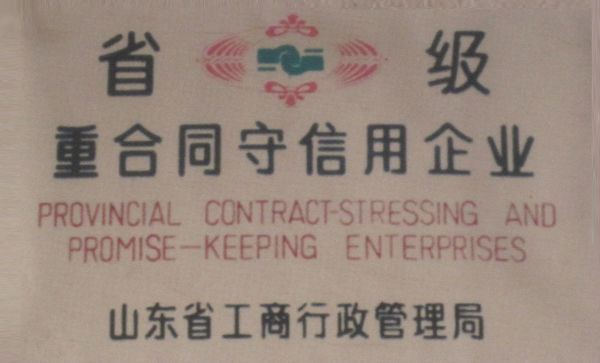 省 级
重合同守信用企业
PROVINCIAL CONTRACT-STRESSING AND
PROMISE-KEEPING ENTERPRISES
山东省工商行政管理局